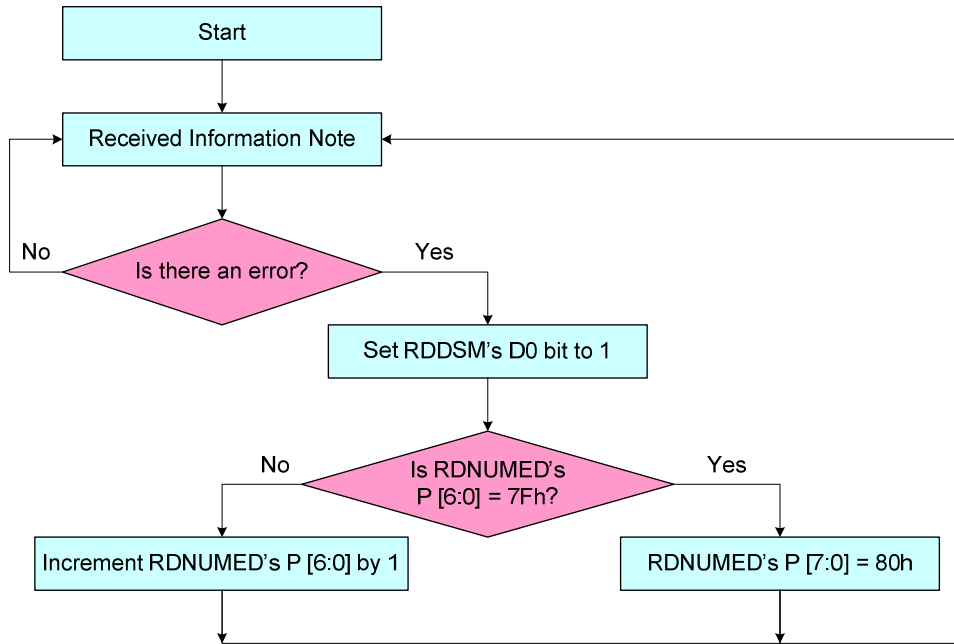 Start
Received Information Note
No
Yes
Is there an error?
Set RDDSM’s D0 bit to 1
No
Yes
Is RDNUMED’s
P [6:0] = 7Fh?
Increment RDNUMED’s P [6:0] by 1
RDNUMED’s P [7:0] = 80h